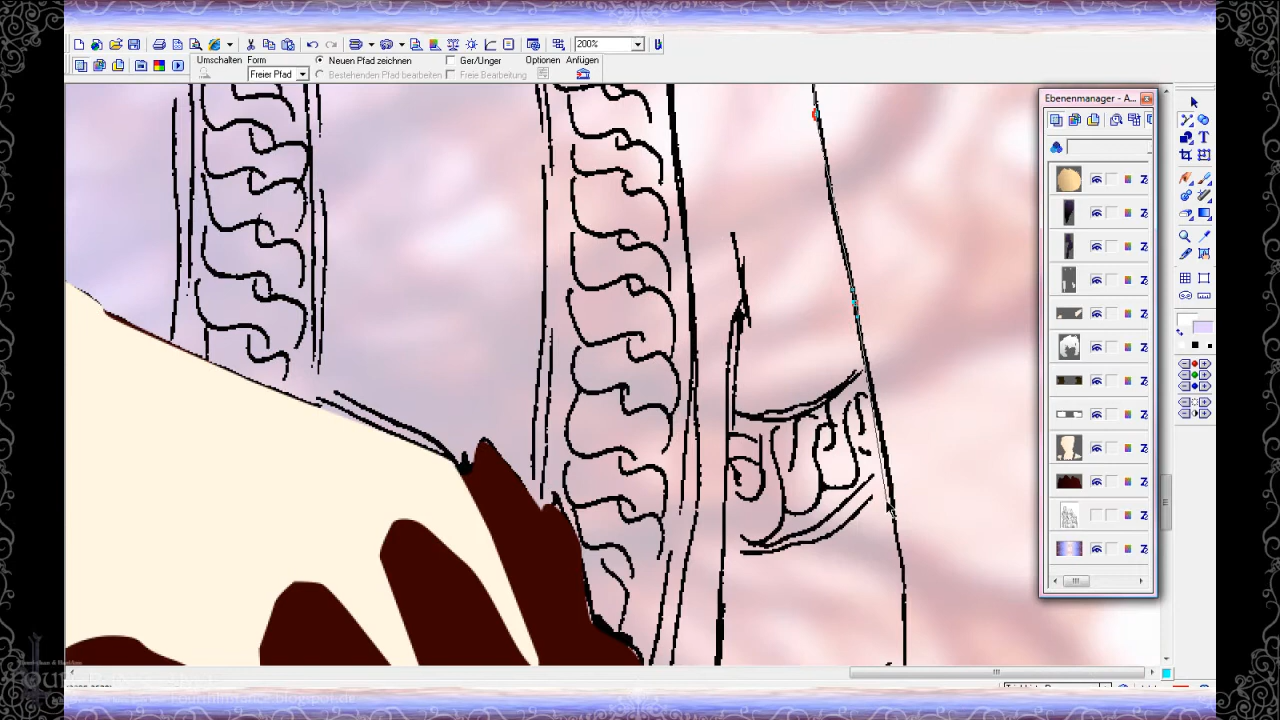 200%
Umschalten Form
Neuen Pfad zeichnen
Ger/Unger
Optionen Anfügen
Freier Pfad
Bestehenden Pfad bearbeiten
Freie Bearbeitung
Ebenenmanager - A...